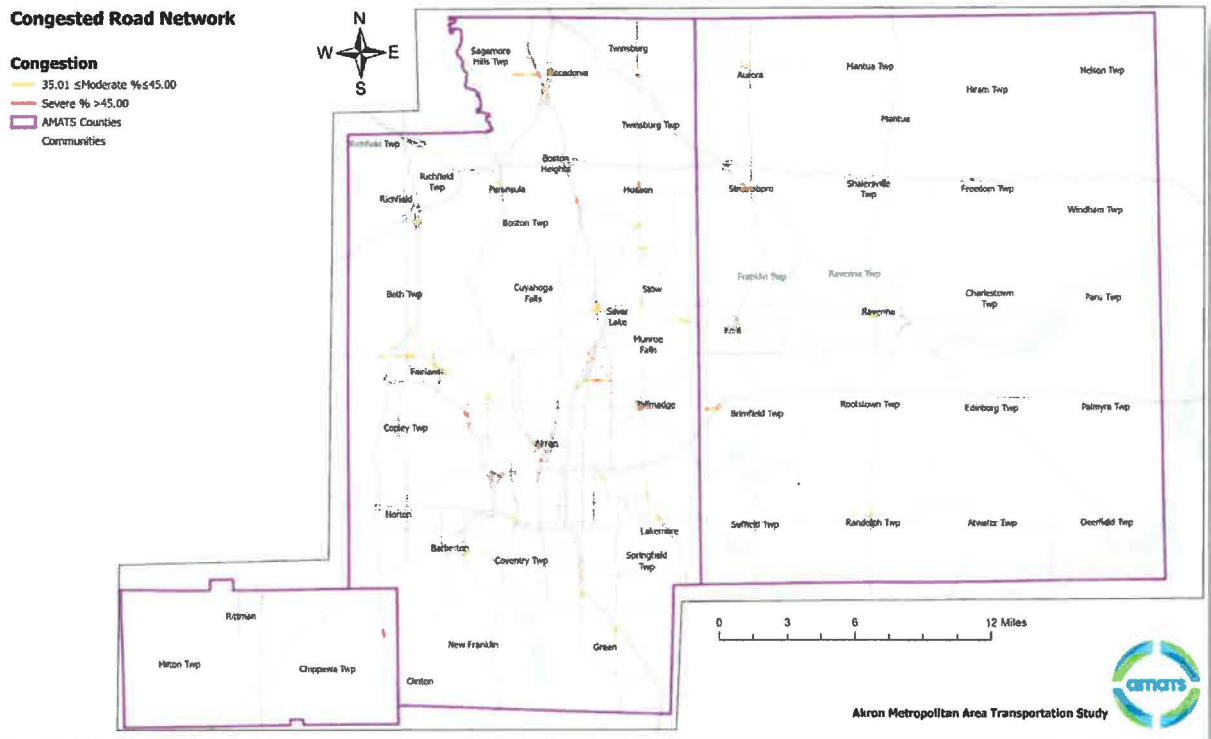 Congested Road Network
Congestion
35.01 ≤Moderate %≤45.00
Severe % >45.00
AMATS Counties
Communities
N
W E
S
Sagamore
Hills Twp
Macedonia
Twinsburg
Aurora
Mantua Twp
Hiram Twp
Nelson Twp
Twinsburg Twp
Mantua
Richfield Twp
Richfield
Twp
Boston
Heights
Richfield
Peninsula
Hudson
Streetsboro
Shalersville
Twp
Freedom Twp
Windham Twp
Boston Twp
Bath Twp
Cuyahoga
Falls
Stow
Franklin Twp
Ravenna Twp
Charlestown
Twp
Paris Twp
Silver
Lake
Kent
Ravenna
Munroe
Falls
Fairlawn
Tallmadge
Brimfield Twp
Rootstown Twp
Edinburg Twp
Palmyra Twp
Copley Twp
Akron
Norton
Lakemore
Suffield Twp
Randolph Twp
Atwater Twp
Deerfield Twp
Barberton
Coventry Twp
Springfield
Twp
Rittman
New Franklin
Green
Milton Twp
Chippewa Twp
Clinton
0 3 6 12 Miles
amats
Akron Metropolitan Area Transportation Study